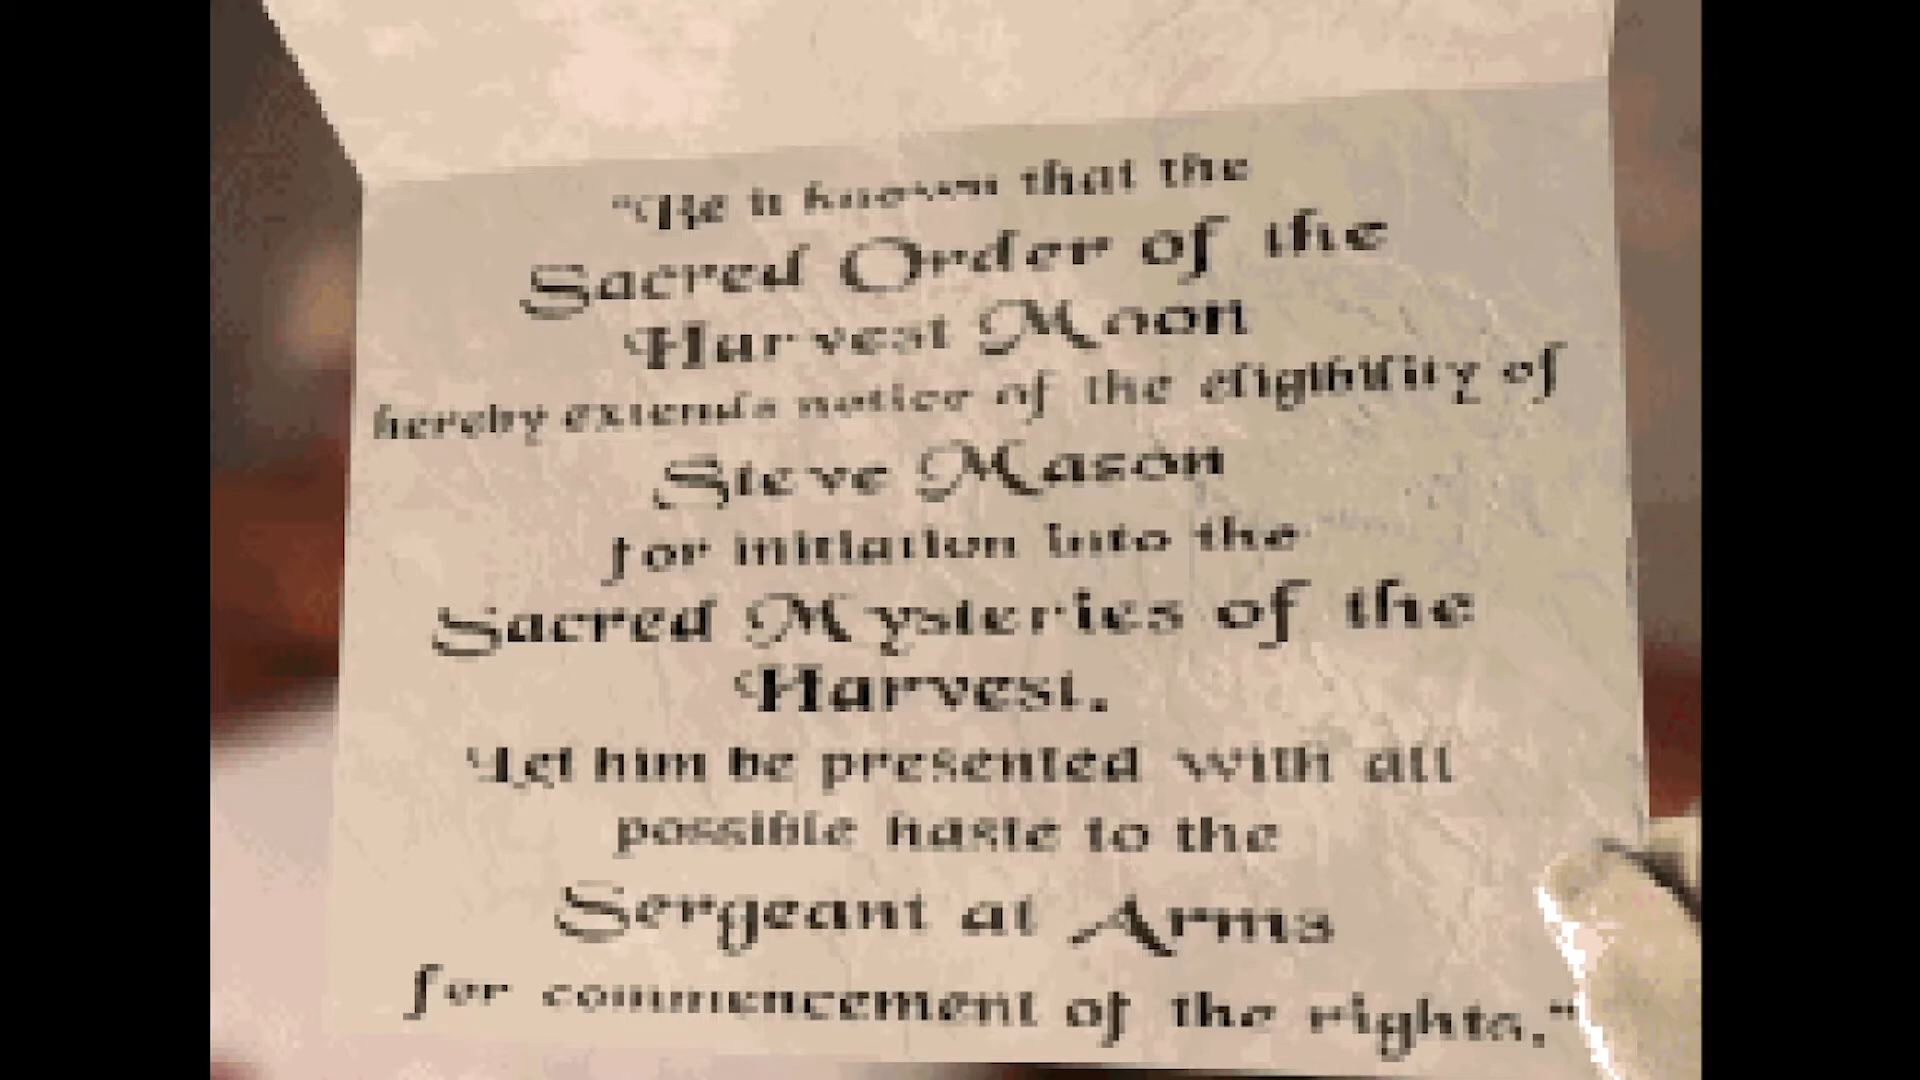 "Be it known that the
Sacred Order of the
Harvest Moon
hereby extends notice of the eligibility of
Steve Mason
for initiation into the
Sacred Mysteries of the
Harvest.
Let him be presented with all
possible haste to the
Sergeant at Arms
for commencement of the rights."